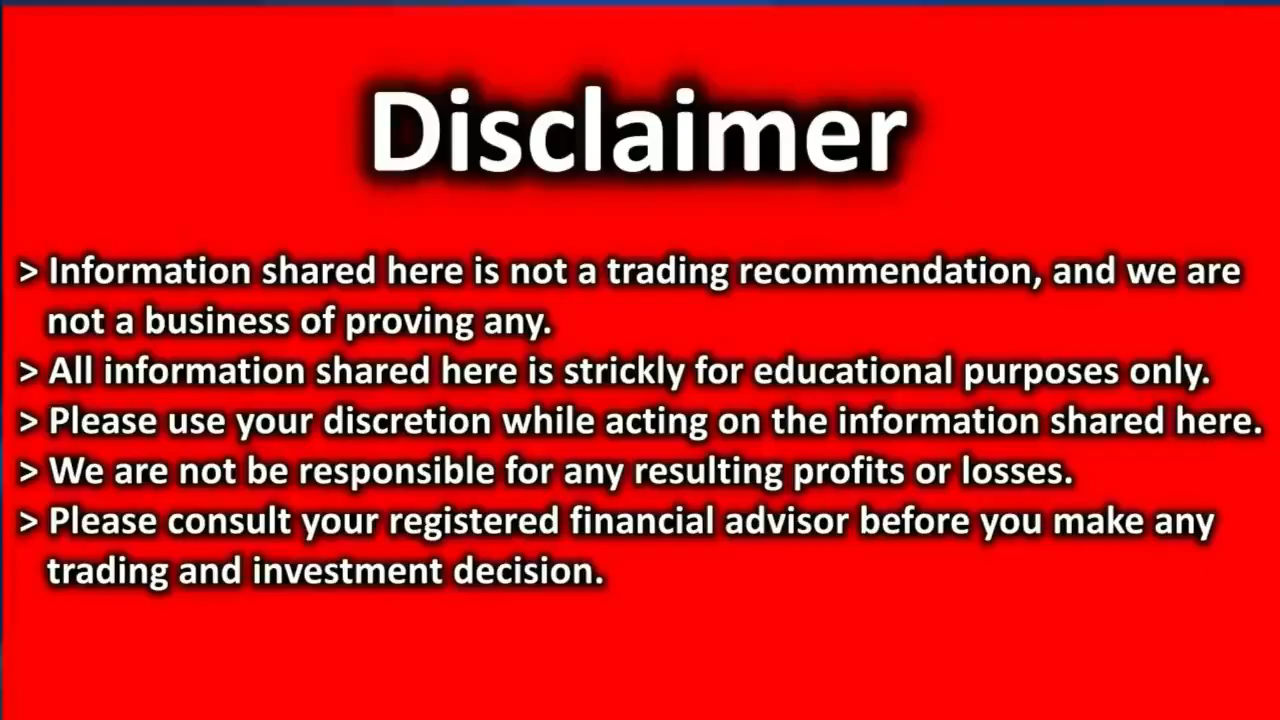 Disclaimer
> Information shared here is not a trading recommendation, and we are
not a business of proving any.
> All information shared here is strickly for educational purposes only.
> Please use your discretion while acting on the information shared here.
> We are not be responsible for any resulting profits or losses.
> Please consult your registered financial advisor before you make any
trading and investment decision.